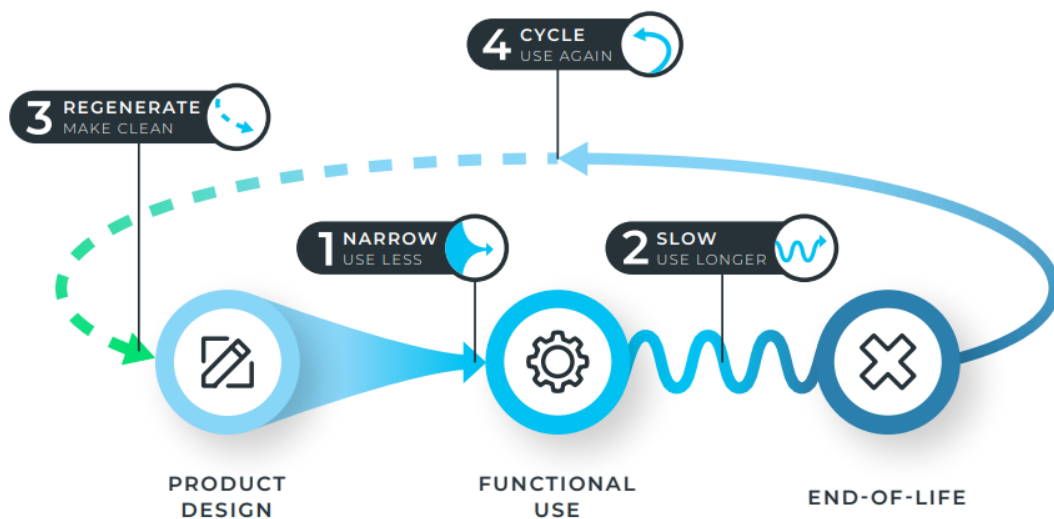 4 CYCLE
USE AGAIN
3 REGENERATE
MAKE CLEAN
1 NARROW
USE LESS
2 SLOW
USE LONGER
PRODUCT
DESIGN
FUNCTIONAL
USE
END-OF-LIFE